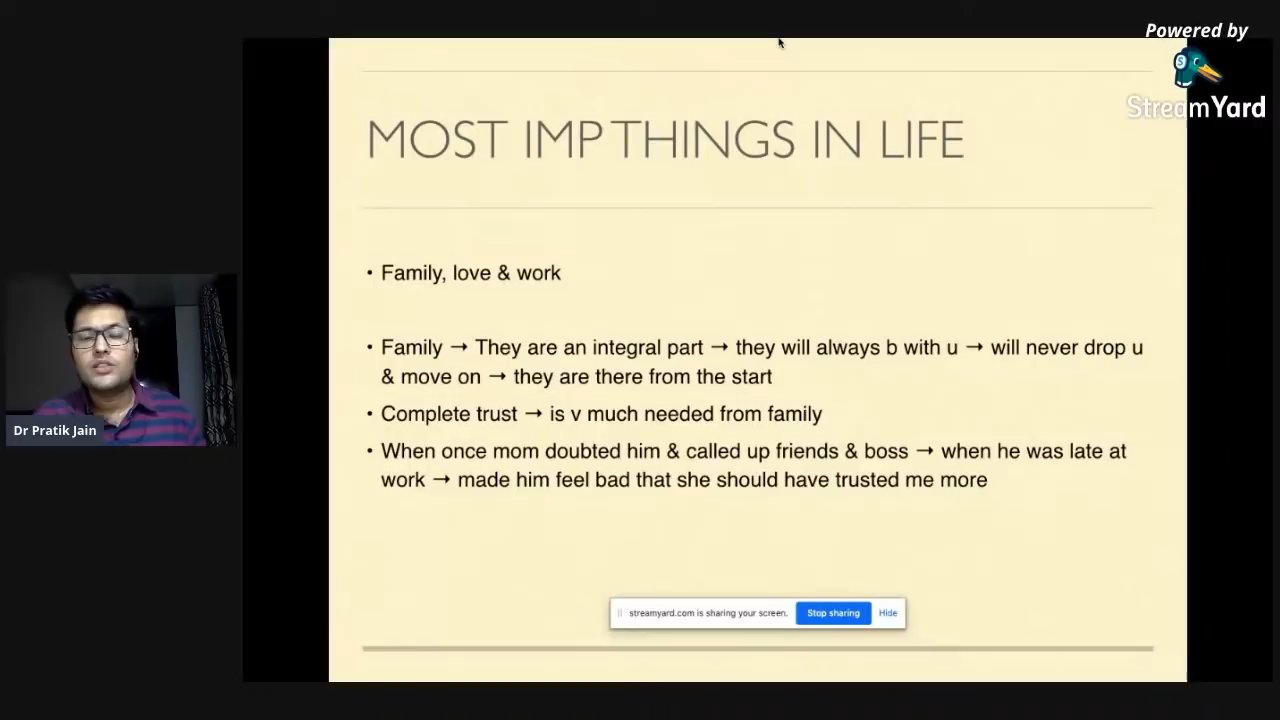 Powered by
StreamYard
MOST IMP THINGS IN LIFE
• Family, love & work
• Family → They are an integral part → they will always b with u → will never drop u
& move on → they are there from the start
• Complete trust → is v much needed from family
• When once mom doubted him & called up friends & boss → when he was late at
work → made him feel bad that she should have trusted me more
Dr Pratik Jain
streamyard.com is sharing your screen. Stop sharing Hide